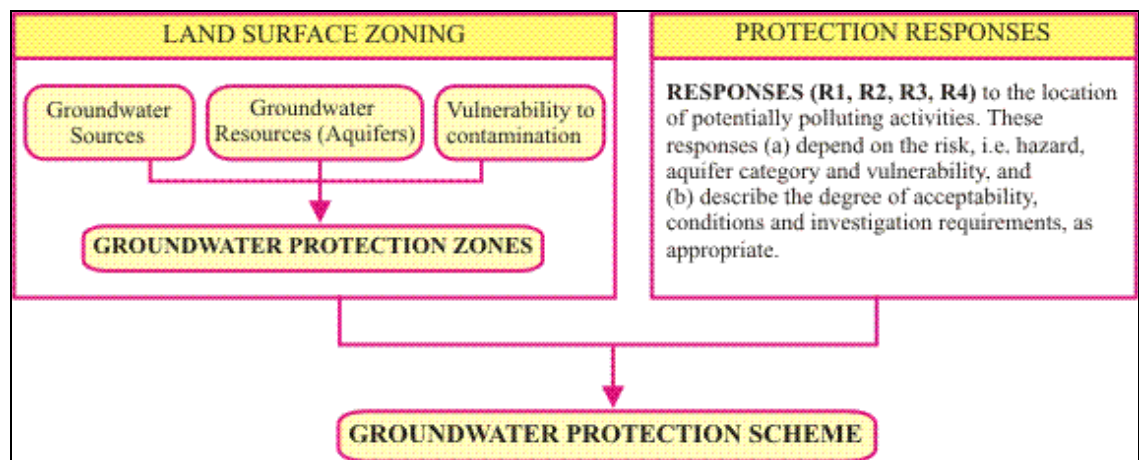 LAND SURFACE ZONING
Groundwater
Sources
Groundwater
Resources (Aquifers)
Vulnerability to
contamination
GROUNDWATER PROTECTION ZONES
PROTECTION RESPONSES
RESPONSES (R1, R2, R3, R4) to the location
of potentially polluting activities. These
responses (a) depend on the risk, i.e. hazard,
aquifer category and vulnerability, and
(b) describe the degree of acceptability,
conditions and investigation requirements, as
appropriate.
GROUNDWATER PROTECTION SCHEME